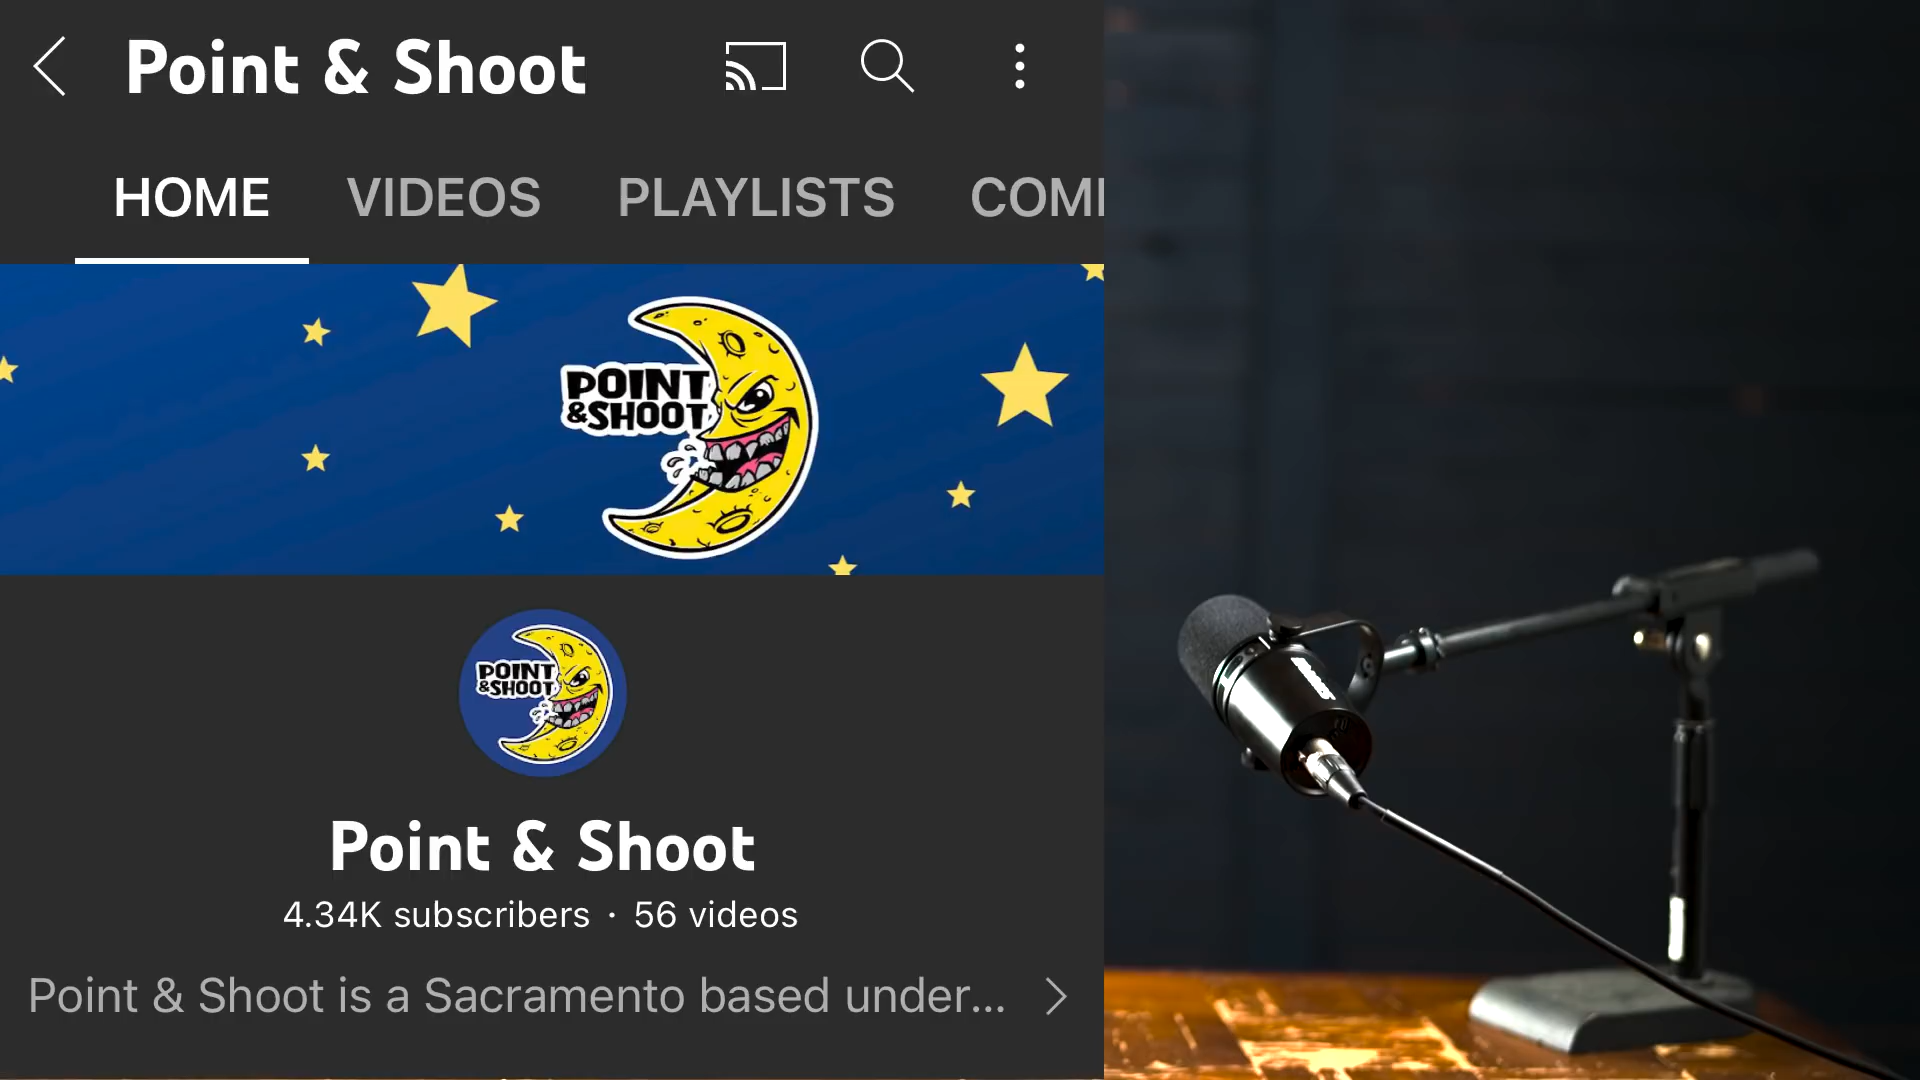 Point & Shoot
HOME VIDEOS PLAYLISTS COM
POINT
&SHOOT
POINT
&SHOOT
Point & Shoot
4.34K subscribers · 56 videos
Point & Shoot is a Sacramento based under...